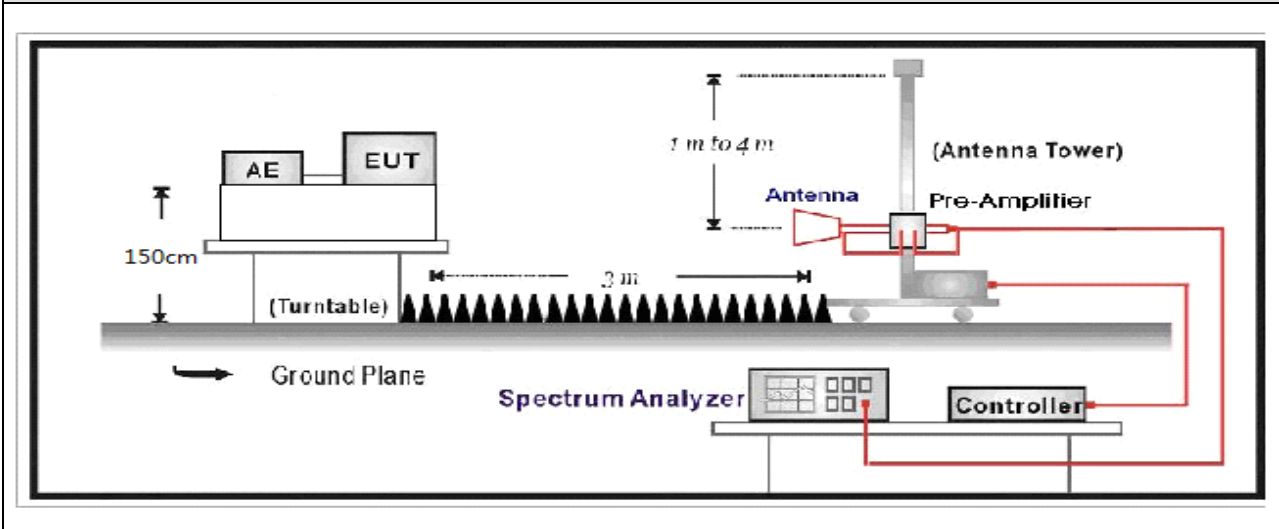 1 m to 4 m
(Antenna Tower)
EUT
AE
Antenna
Pre-Amplifier
150cm
3 m
(Turntable)
Ground Plane
Spectrum Analyzer
Controller